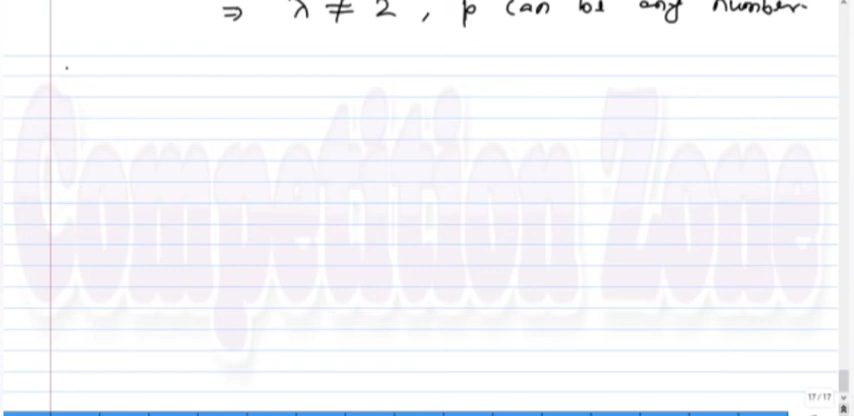 ⇒ λ ≠ 2 , p can be any number.
Competition Zone
17/17